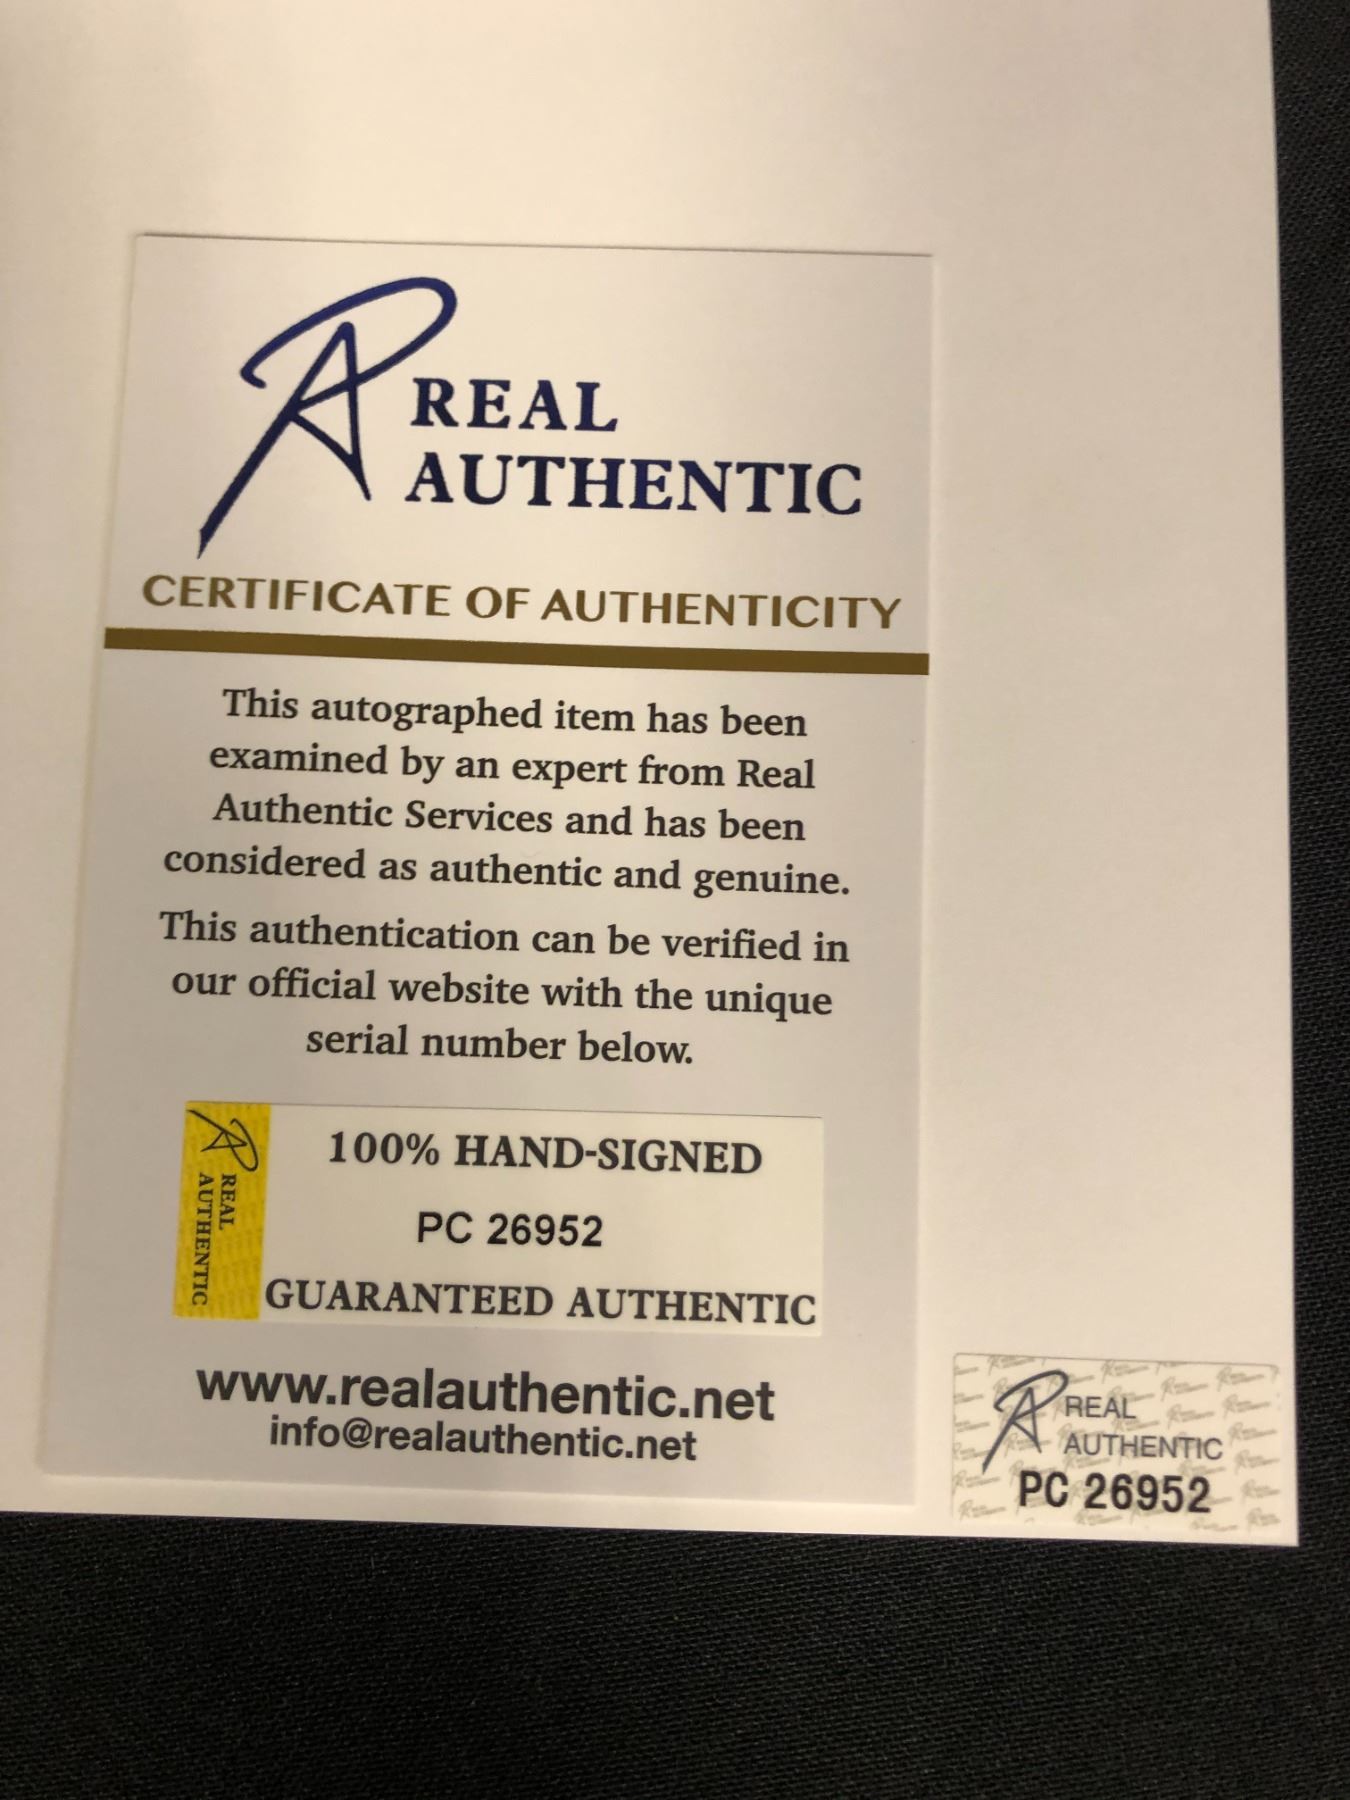 REAL
AUTHENTIC
CERTIFICATE OF AUTHENTICITY
This autographed item has been
examined by an expert from Real
Authentic Services and has been
considered as authentic and genuine.
This authentication can be verified in
our official website with the unique
serial number below.
REAL
AUTHENTIC
100% HAND-SIGNED
PC 26952
GUARANTEED AUTHENTIC
www.realauthentic.net
info@realauthentic.net
REAL
AUTHENTIC
PC 26952